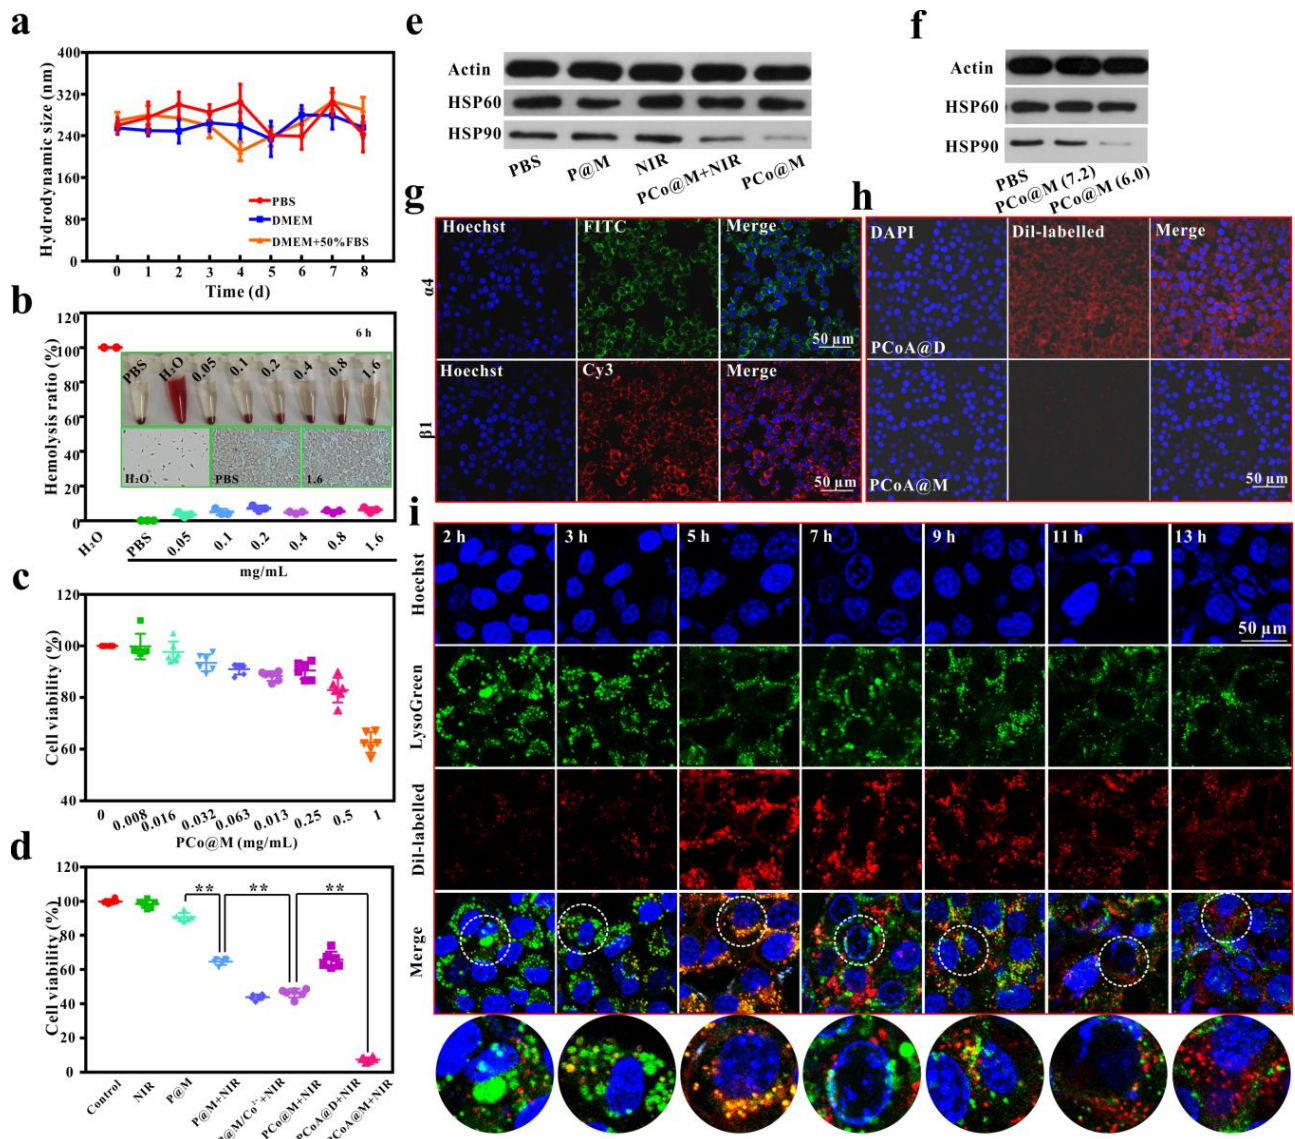 a
Hydrodynamic size (nm)
400
320
240
160
80
0
PBS
DMEM
DMEM+50%FBS
0 1 2 3 4 5 6 7 8
Time (d)
b
Hemolysis ratio (%)
120
100
80
60
40
20
0
6 h
PBS H₂O 0.05 0.1 0.2 0.4 0.8 1.6
H₂O PBS 1.6
H₂O PBS 0.05 0.1 0.2 0.4 0.8 1.6
mg/mL
c
Cell viability (%)
120
100
80
60
40
0 0.008 0.016 0.032 0.063 0.013 0.25 0.5 1
PCo@M (mg/mL)
d
Cell viability (%)
120
100
80
60
40
20
0
** ** **
Control NIR P@M P@M+NIR P@M/Co²⁺+NIR PCo@M+NIR PCoA@D+NIR PCoA@M+NIR
e
Actin
HSP60
HSP90
PBS P@M NIR PCo@M+NIR PCo@M
f
Actin
HSP60
HSP90
PBS PCo@M (7.2) PCo@M (6.0)
g
Hoechst FITC Merge
α4
50 µm
Hoechst Cy3 Merge
β1
50 µm
h
DAPI Dil-labelled Merge
PCoA@D
PCoA@M
50 µm
i
2 h 3 h 5 h 7 h 9 h 11 h 13 h
Hoechst
50 µm
LysoGreen
Dil-labelled
Merge